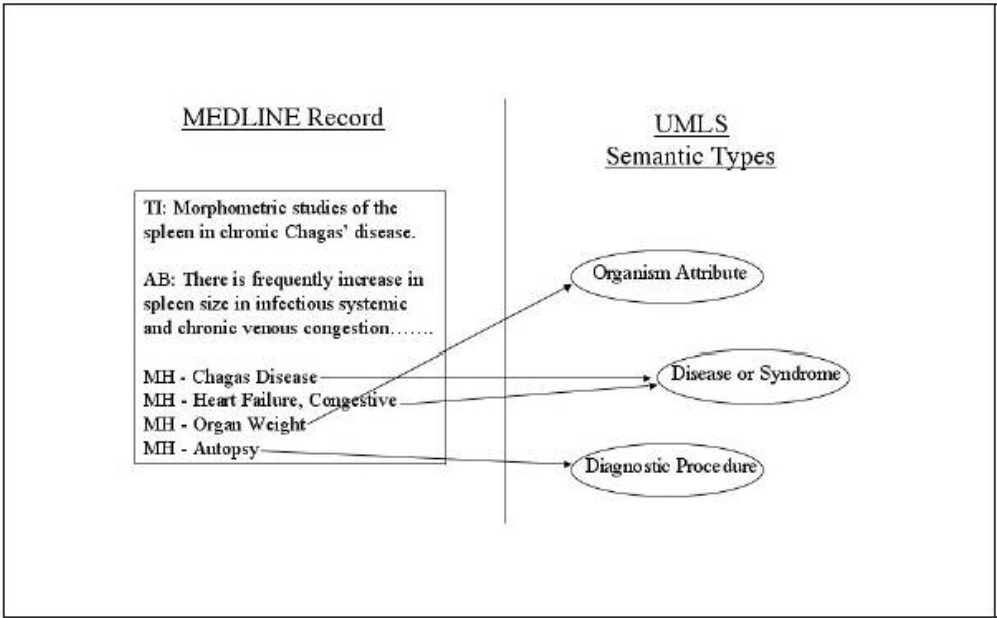 MEDLINE Record
TI: Morphometric studies of the
spleen in chronic Chagas' disease.
AB: There is frequently increase in
spleen size in infectious systemic
and chronic venous congestion.......
MH - Chagas Disease
MH - Heart Failure, Congestive
MH - Organ Weight
MH - Autopsy
UMLS
Semantic Types
Organism Attribute
Disease or Syndrome
Diagnostic Procedure